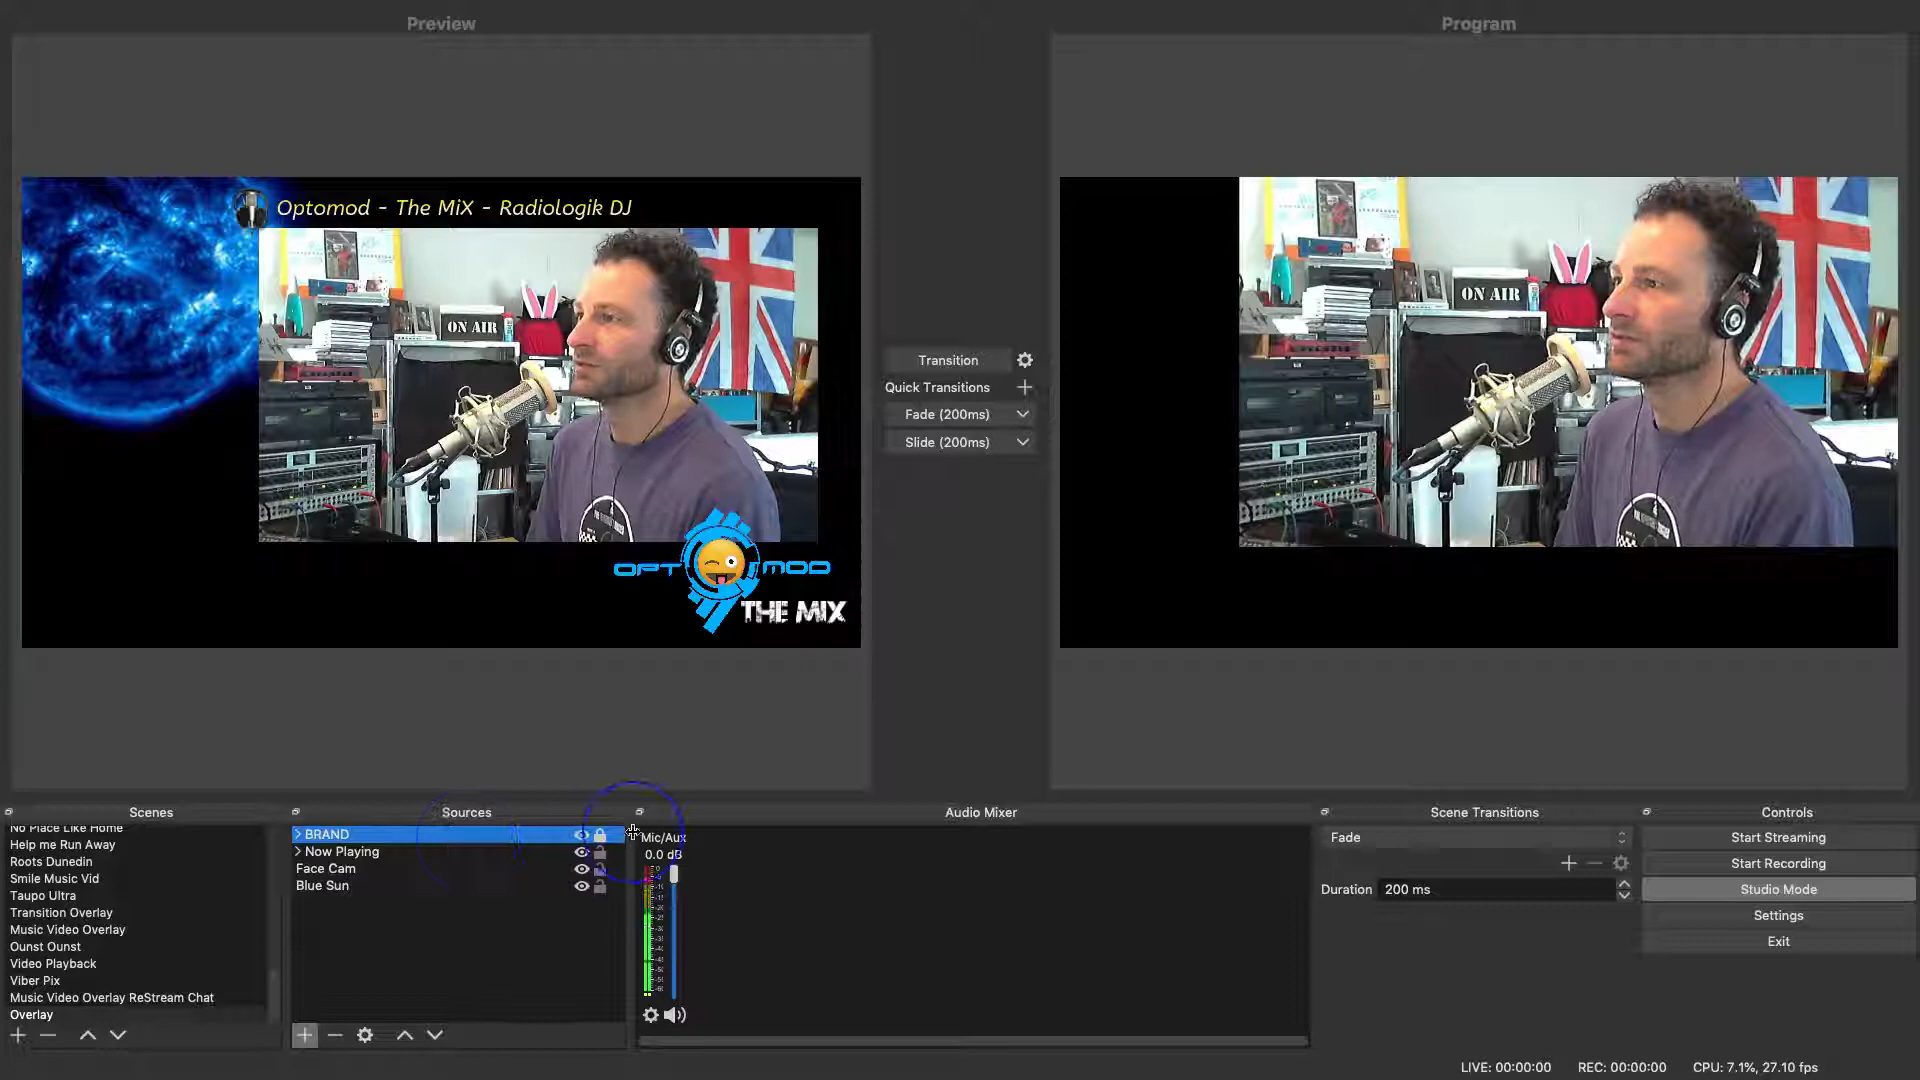 Preview
Program
Optomod - The MiX - Radiologik DJ
ON AIR
OPT MOD
THE MIX
ON AIR
Transition
Quick Transitions
Fade (200ms)
Slide (200ms)
Scenes
No Place Like Home
Help me Run Away
Roots Dunedin
Smile Music Vid
Taupo Ultra
Transition Overlay
Music Video Overlay
Ounst Ounst
Video Playback
Viber Pix
Music Video Overlay ReStream Chat
Overlay
Sources
BRAND
Now Playing
Face Cam
Blue Sun
Audio Mixer
Mic/Aux
0.0 dB
Scene Transitions
Fade
Duration 200 ms
Controls
Start Streaming
Start Recording
Studio Mode
Settings
Exit
LIVE: 00:00:00 REC: 00:00:00 CPU: 7.1%, 27.10 fps